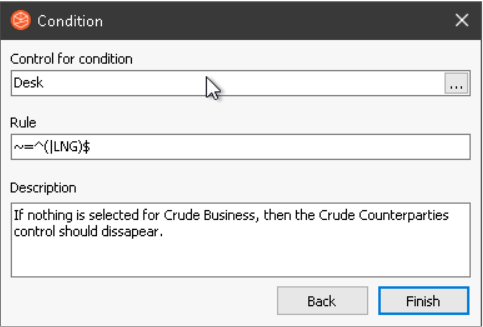 Condition
Control for condition
Desk
...
Rule
~=^(|LNG)$
Description
If nothing is selected for Crude Business, then the Crude Counterparties
control should dissapear.
Back Finish